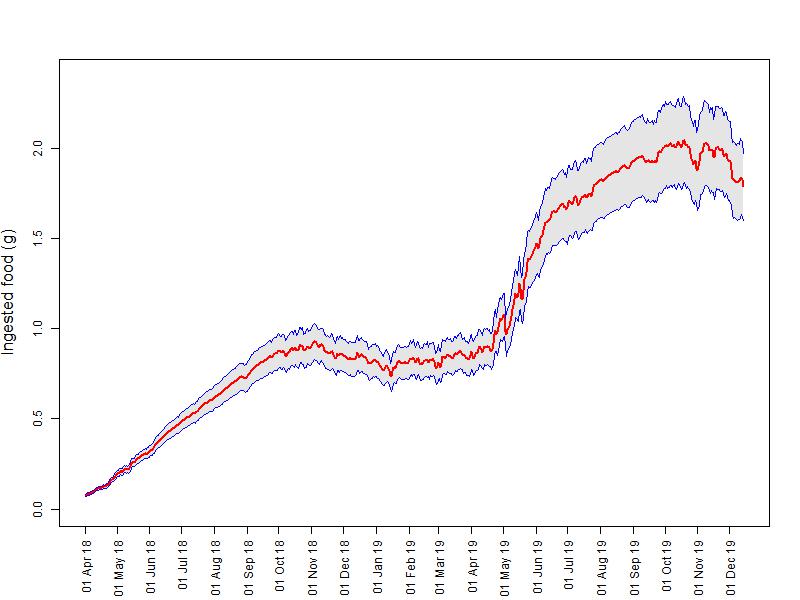 Ingested food (g)
2.0
1.5
1.0
0.5
0.0
01 Apr 18
01 May 18
01 Jun 18
01 Jul 18
01 Aug 18
01 Sep 18
01 Oct 18
01 Nov 18
01 Dec 18
01 Jan 19
01 Feb 19
01 Mar 19
01 Apr 19
01 May 19
01 Jun 19
01 Jul 19
01 Aug 19
01 Sep 19
01 Oct 19
01 Nov 19
01 Dec 19